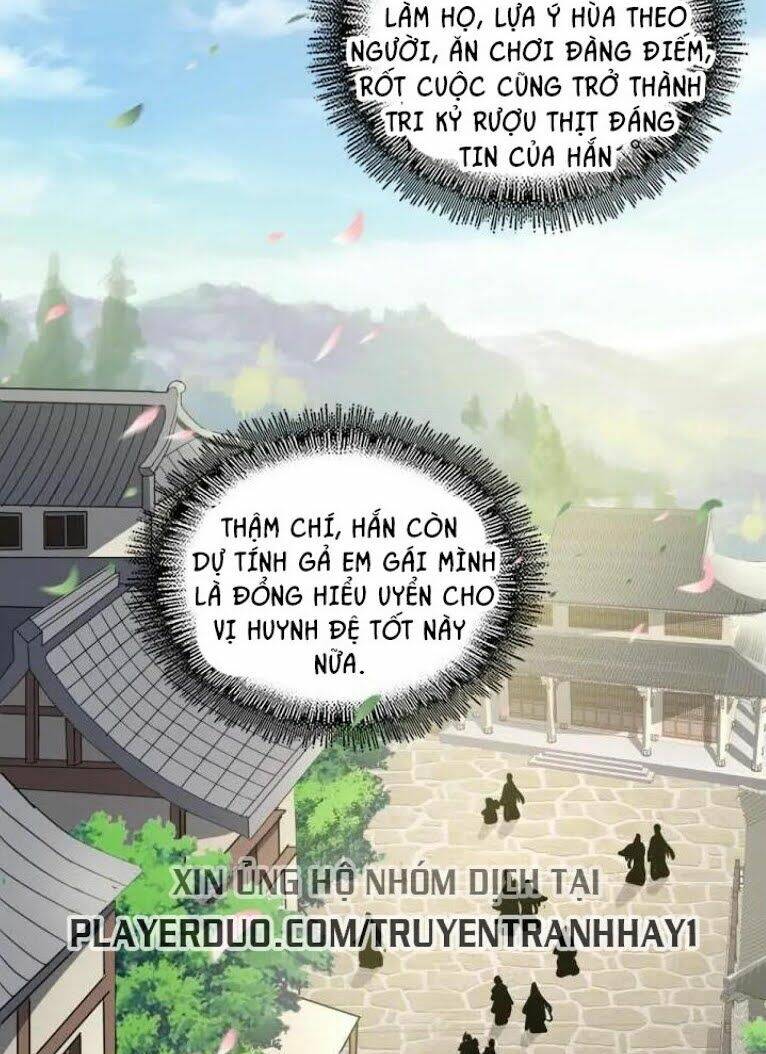 LÀM HỌ, LỰA Ý HÙA THEO
NGƯỜI, ĂN CHƠI ĐÀNG ĐIẾM,
RỐT CUỘC CŨNG TRỞ THÀNH
TRI KỶ RƯỢU THỊT ĐÁNG
TIN CỦA HẮN
THẬM CHÍ, HẮN CÒN
DỰ TÍNH GẢ EM GÁI MÌNH
LÀ ĐỔNG HIỂU UYỂN CHO
VỊ HUYNH ĐỆ TỐT NÀY
NỮA.
XIN ỦNG HỘ NHÓM DỊCH TẠI
PLAYERDUO.COM/TRUYENTRANHHAY1